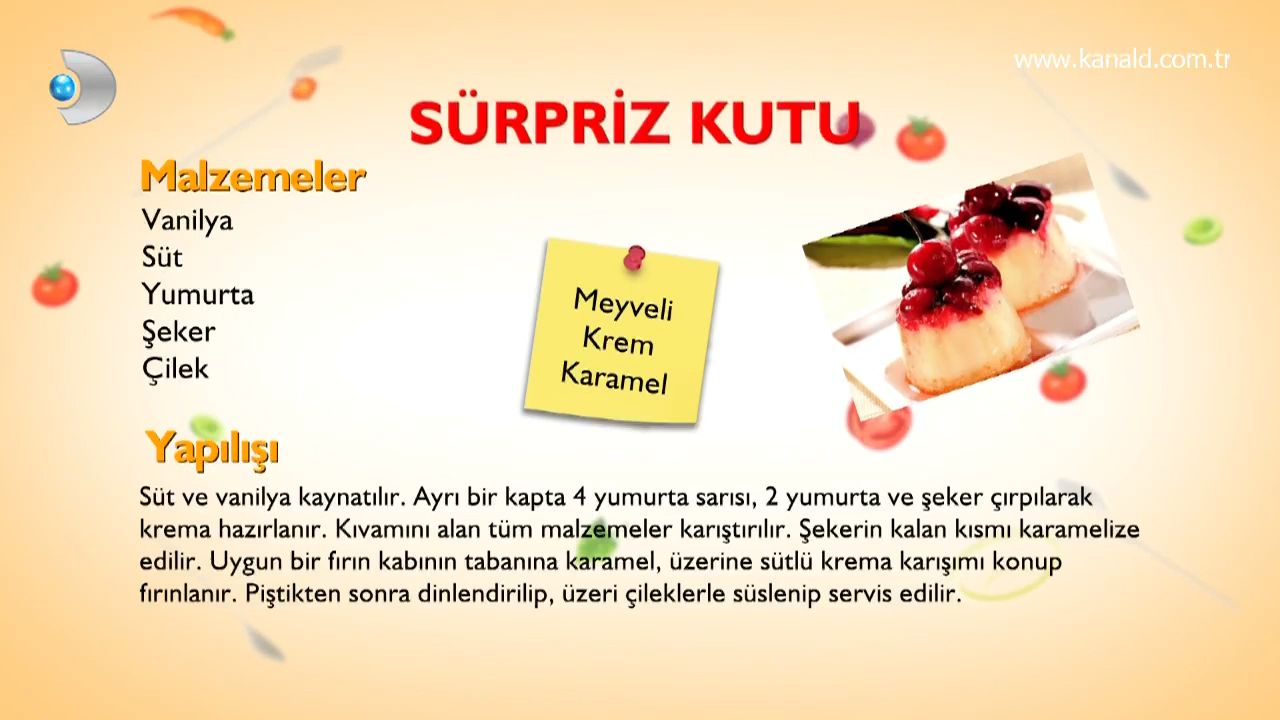 www.kanald.com.tr
SÜRPRİZ KUTU
Malzemeler
Vanilya
Süt
Yumurta
Şeker
Çilek
Meyveli
Krem
Karamel
Yapılışı
Süt ve vanilya kaynatılır. Ayrı bir kapta 4 yumurta sarısı, 2 yumurta ve şeker çırpılarak
krema hazırlanır. Kıvamını alan tüm malzemeler karıştırılır. Şekerin kalan kısmı karamelize
edilir. Uygun bir fırın kabının tabanına karamel, üzerine sütlü krema karışımı konup
fırınlanır. Piştikten sonra dinlendirilip, üzeri çileklerle süslenip servis edilir.